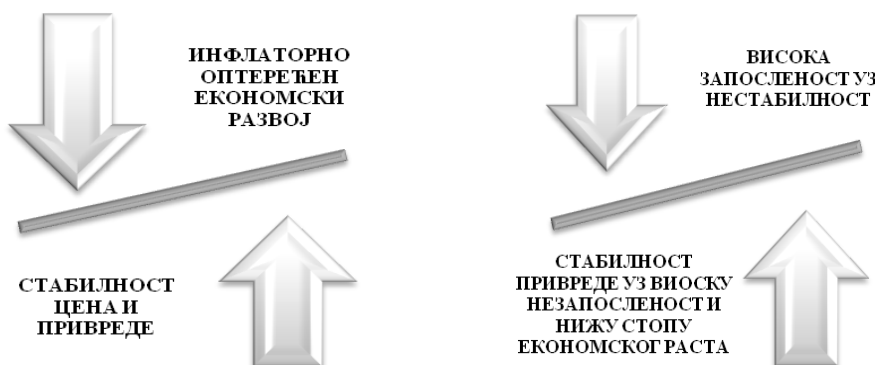 ИНФЛАТОРНО
ОПТЕРЕЋЕН
ЕКОНОМСКИ
РАЗВОЈ
СТАБИЛНОСТ
ЦЕНА И
ПРИВРЕДЕ
ВИСОКА
ЗАПОСЛЕНОСТ УЗ
НЕСТАБИЛНОСТ
СТАБИЛНОСТ
ПРИВРЕДЕ УЗ ВИОСКУ
НЕЗАПОСЛЕНОСТ И
НИЖУ СТОПУ
ЕКОНОМСКОГ РАСТА